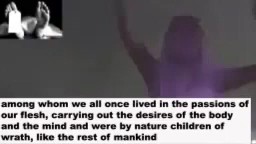 among whom we all once lived in the passions of
our flesh, carrying out the desires of the body
and the mind and were by nature children of
wrath, like the rest of mankind